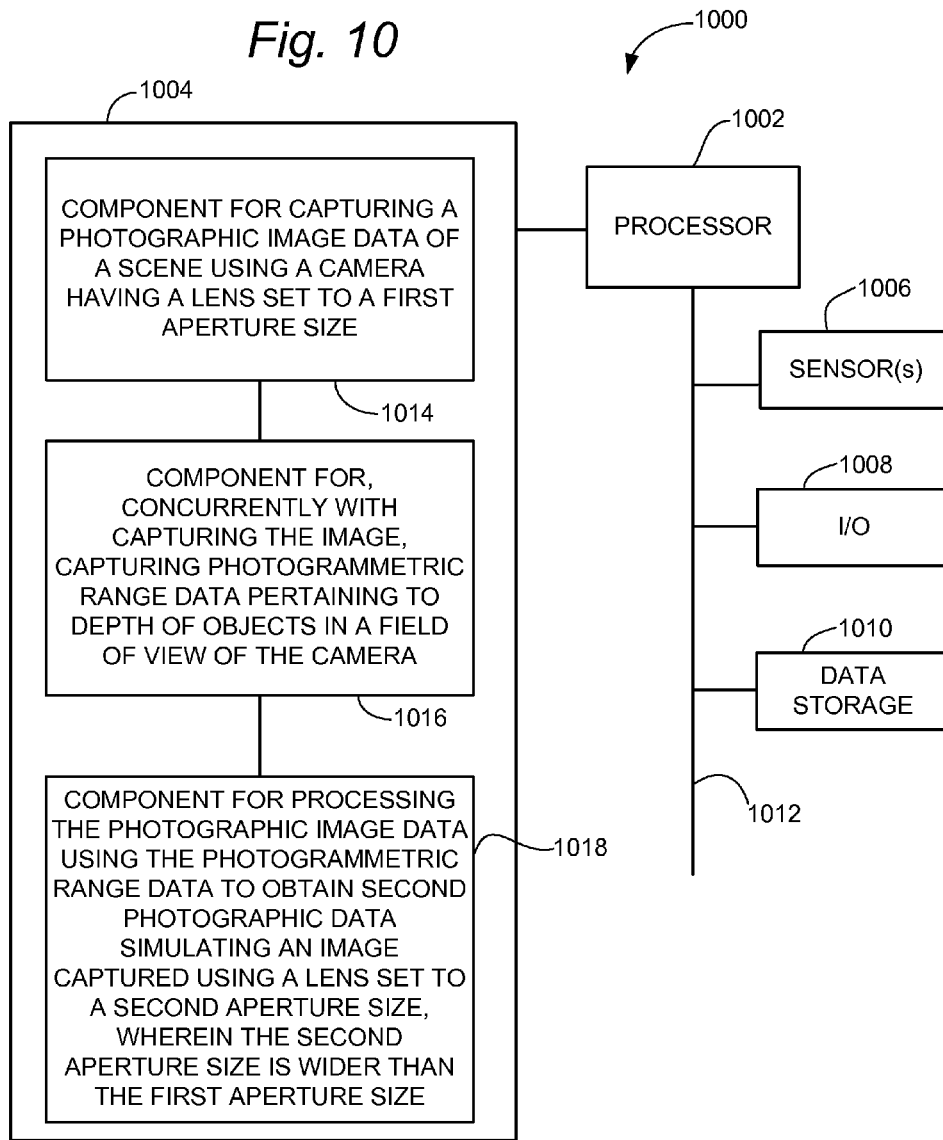 Fig. 10
1000
1004
COMPONENT FOR CAPTURING A
PHOTOGRAPHIC IMAGE DATA OF
A SCENE USING A CAMERA
HAVING A LENS SET TO A FIRST
APERTURE SIZE
1014
COMPONENT FOR,
CONCURRENTLY WITH
CAPTURING THE IMAGE,
CAPTURING PHOTOGRAMMETRIC
RANGE DATA PERTAINING TO
DEPTH OF OBJECTS IN A FIELD
OF VIEW OF THE CAMERA
1016
COMPONENT FOR PROCESSING
THE PHOTOGRAPHIC IMAGE DATA
USING THE PHOTOGRAMMETRIC
RANGE DATA TO OBTAIN SECOND
PHOTOGRAPHIC DATA
SIMULATING AN IMAGE
CAPTURED USING A LENS SET TO
A SECOND APERTURE SIZE,
WHEREIN THE SECOND
APERTURE SIZE IS WIDER THAN
THE FIRST APERTURE SIZE
1018
1002
PROCESSOR
1006
SENSOR(s)
1008
I/O
1010
DATA
STORAGE
1012